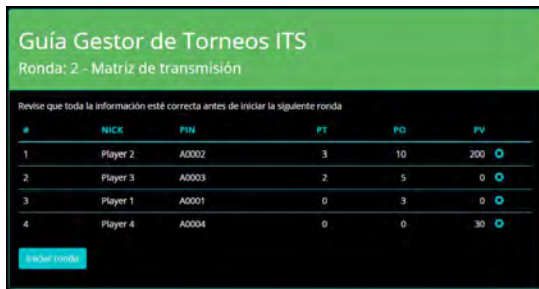 Guía Gestor de Torneos ITS
Ronda: 2 - Matriz de transmisión
Revise que toda la información esté correcta antes de iniciar la siguiente ronda
# NICK PIN PT PO PV
1 Player 2 A0002 3 10 200
2 Player 3 A0003 2 5 0
3 Player 1 A0001 0 3 0
4 Player 4 A0004 0 0 30
Iniciar ronda